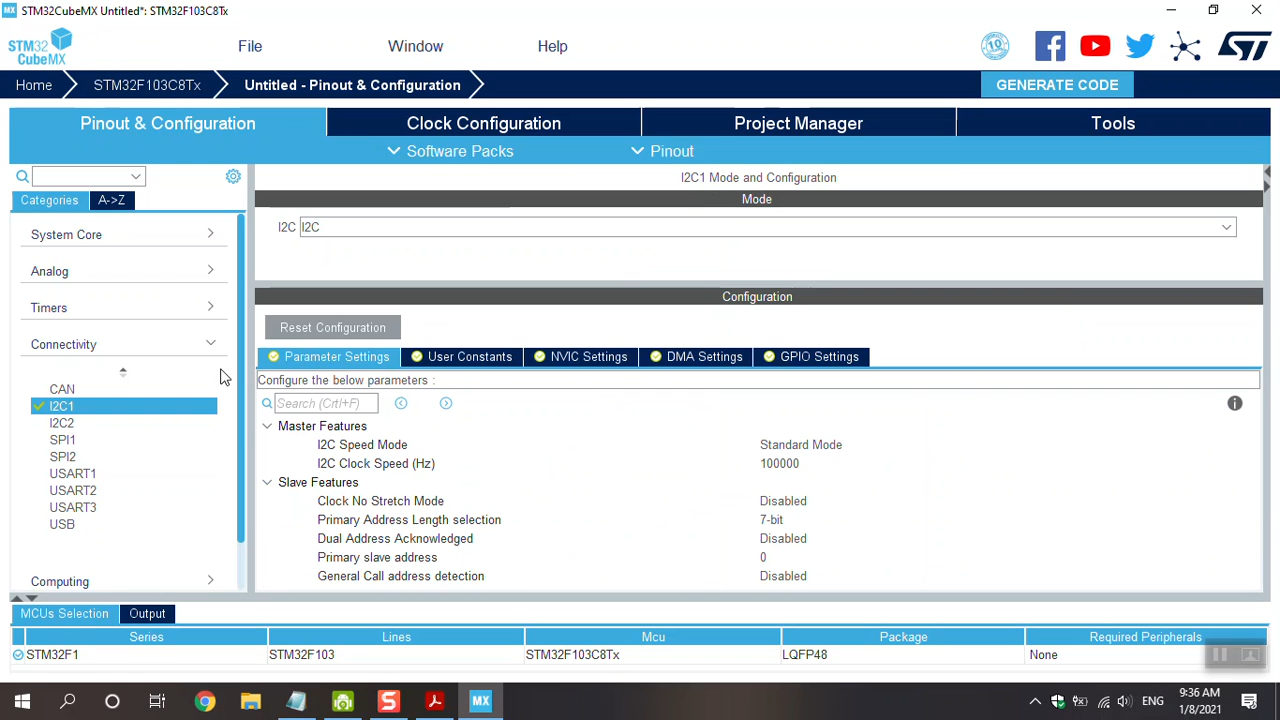 MX STM32CubeMX Untitled*: STM32F103C8Tx
STM32 CubeMX
File Window Help
10
ST
Home STM32F103C8Tx Untitled - Pinout & Configuration GENERATE CODE
Pinout & Configuration Clock Configuration Project Manager Tools
Software Packs Pinout
Categories A->Z
System Core
Analog
Timers
Connectivity
CAN
I2C1
I2C2
SPI1
SPI2
USART1
USART2
USART3
USB
Computing
I2C1 Mode and Configuration
Mode
I2C I2C
Configuration
Reset Configuration
Parameter Settings User Constants NVIC Settings DMA Settings GPIO Settings
Configure the below parameters :
Search (Crtl+F)
Master Features
I2C Speed Mode Standard Mode
I2C Clock Speed (Hz) 100000
Slave Features
Clock No Stretch Mode Disabled
Primary Address Length selection 7-bit
Dual Address Acknowledged Disabled
Primary slave address 0
General Call address detection Disabled
MCUs Selection Output
Series Lines Mcu Package Required Peripherals
STM32F1 STM32F103 STM32F103C8Tx LQFP48 None
MX ENG 9:36 AM
1/8/2021